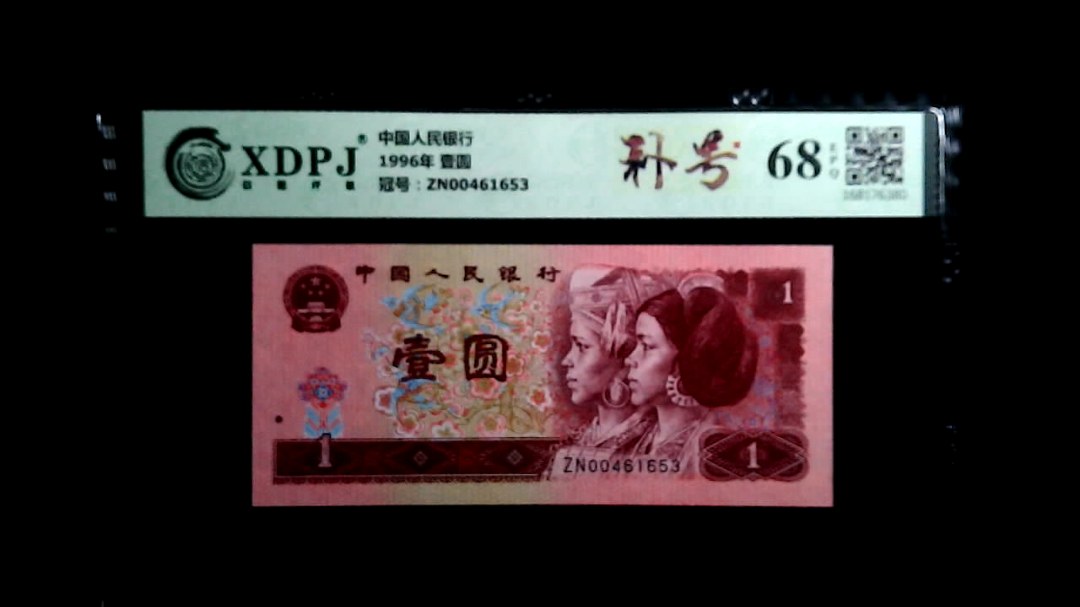 XDPJ®
中国人民银行
1996年 壹圆
冠号：ZN00461653
补号
68
EPQ
中国人民银行
1
壹圆
1
ZN00461653
1